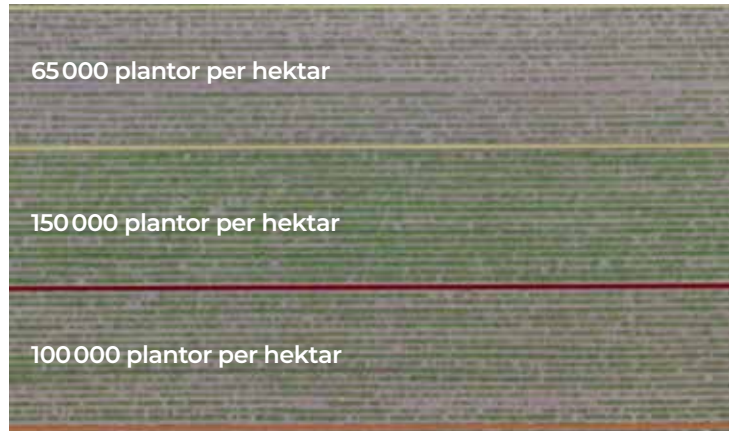 65 000 plantor per hektar
150 000 plantor per hektar
100 000 plantor per hektar